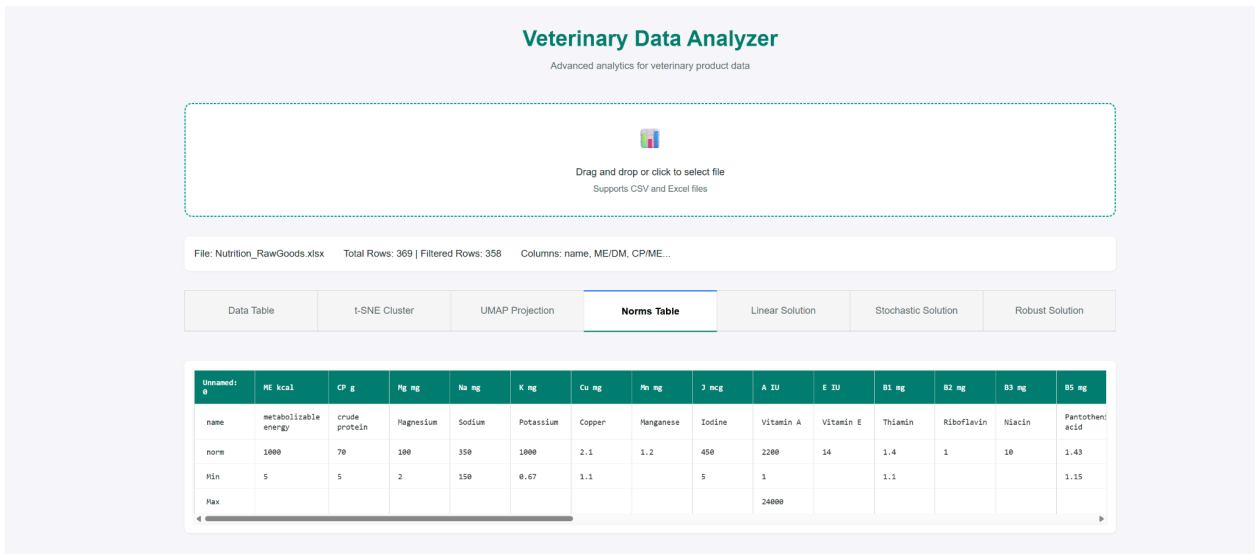 Veterinary Data Analyzer
Advanced analytics for veterinary product data
Drag and drop or click to select file
Supports CSV and Excel files
File: Nutrition_RawGoods.xlsx Total Rows: 369 | Filtered Rows: 358 Columns: name, ME/DM, CP/ME...
Data Table t-SNE Cluster UMAP Projection Norms Table Linear Solution Stochastic Solution Robust Solution
Unnamed: 0 ME kcal CP g Mg mg Na mg K mg Cu mg Mn mg J mcg A IU E IU B1 mg B2 mg B3 mg B5 mg
name metabolizable energy crude protein Magnesium Sodium Potassium Copper Manganese Iodine Vitamin A Vitamin E Thiamin Riboflavin Niacin Pantotheni acid
norm 1000 70 100 350 1000 2.1 1.2 450 2200 14 1.4 1 10 1.43
Min 5 5 2 150 0.67 1.1 5 1 1.1 1.15
Max 24000